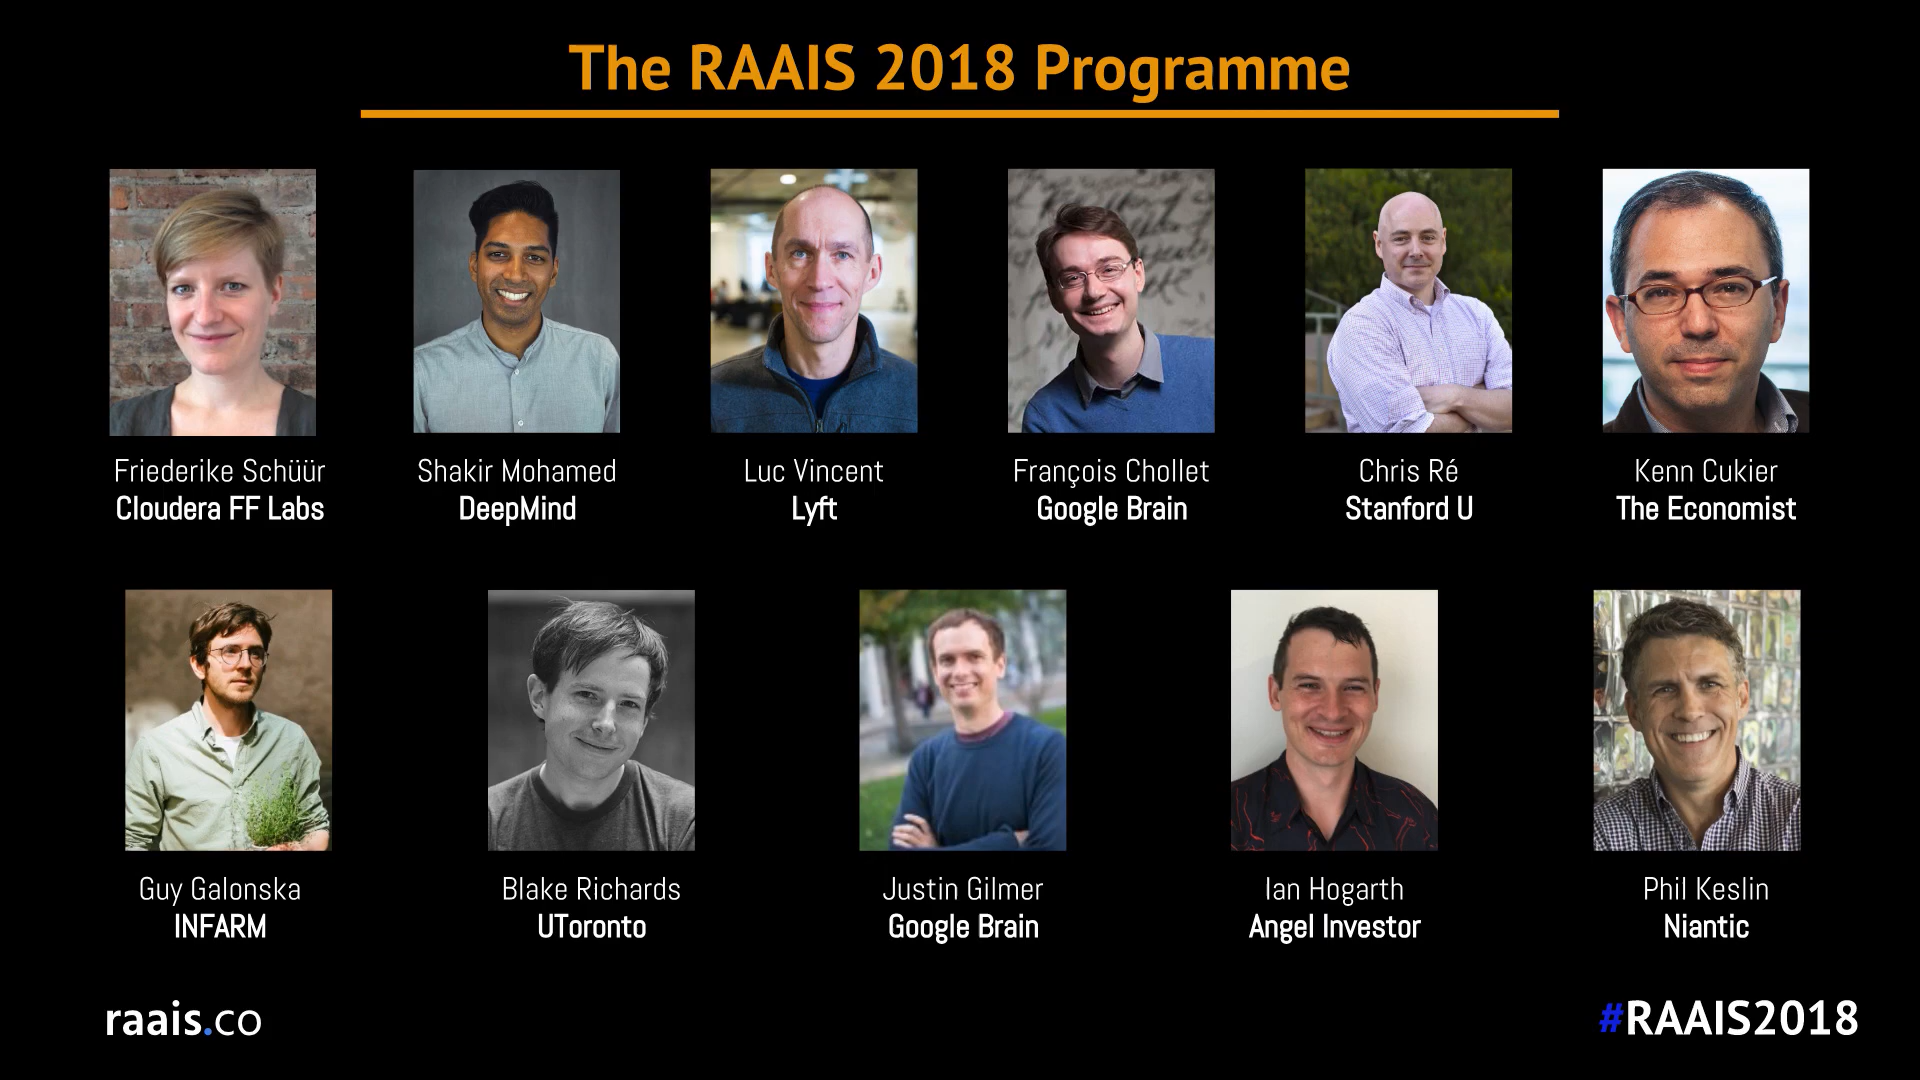 The RAAIS 2018 Programme
Friederike Schüür
Cloudera FF Labs
Shakir Mohamed
DeepMind
Luc Vincent
Lyft
François Chollet
Google Brain
Chris Ré
Stanford U
Kenn Cukier
The Economist
Guy Galonska
INFARM
Blake Richards
UToronto
Justin Gilmer
Google Brain
Ian Hogarth
Angel Investor
Phil Keslin
Niantic
raais.co
#RAAIS2018